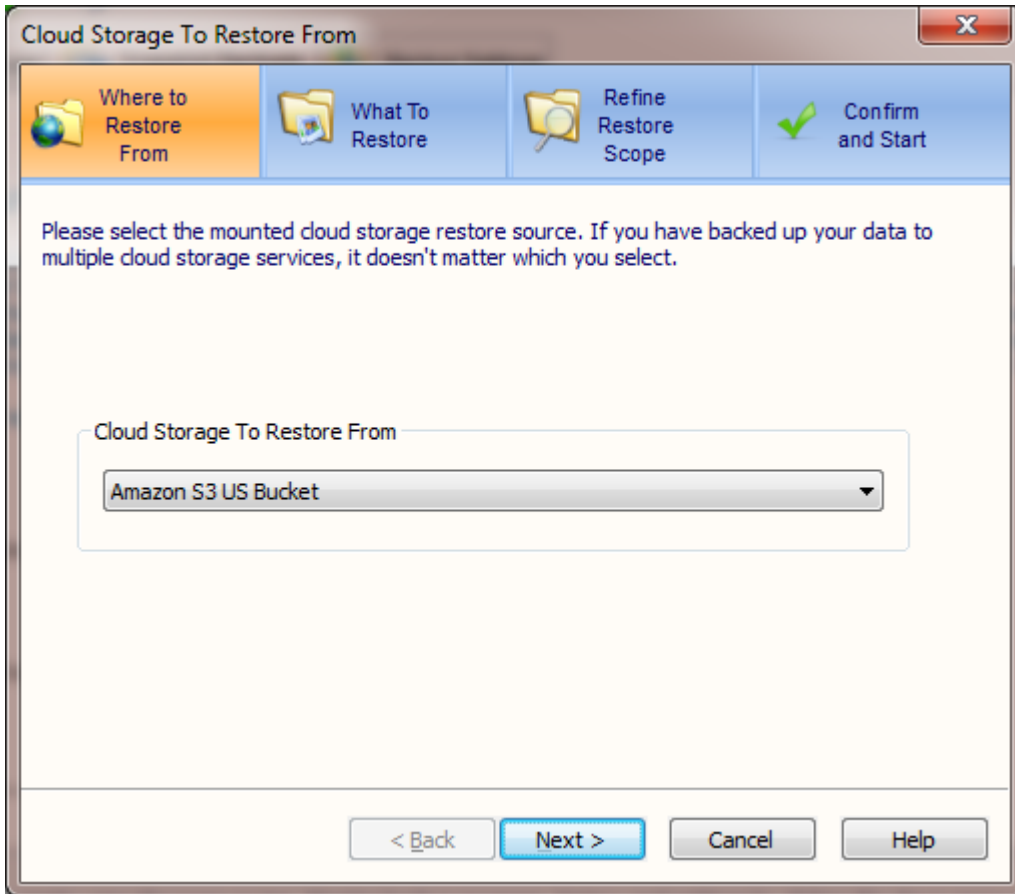 Cloud Storage To Restore From
Where to
Restore
From
What To
Restore
Refine
Restore
Scope
Confirm
and Start
Please select the mounted cloud storage restore source. If you have backed up your data to
multiple cloud storage services, it doesn't matter which you select.
Cloud Storage To Restore From
Amazon S3 US Bucket
< Back
Next >
Cancel
Help